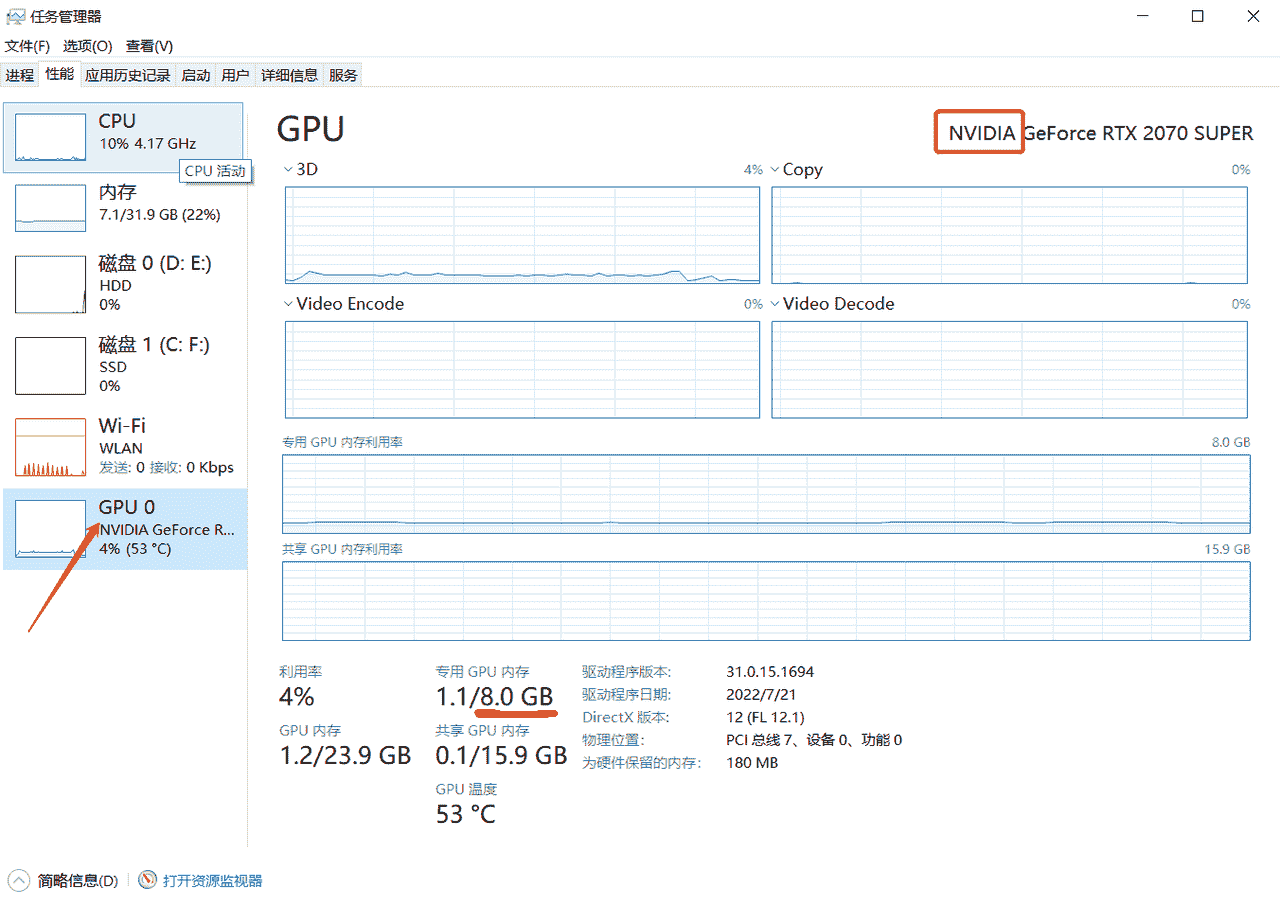 任务管理器
文件(F) 选项(O) 查看(V)
进程 性能 应用历史记录 启动 用户 详细信息 服务
CPU
10% 4.17 GHz
CPU 活动
内存
7.1/31.9 GB (22%)
磁盘 0 (D: E:)
HDD
0%
磁盘 1 (C: F:)
SSD
0%
Wi-Fi
WLAN
发送: 0 接收: 0 Kbps
GPU 0
NVIDIA GeForce R...
4% (53 °C)
GPU
NVIDIA GeForce RTX 2070 SUPER
3D 4%
Copy 0%
Video Encode 0%
Video Decode 0%
专用 GPU 内存利用率 8.0 GB
共享 GPU 内存利用率 15.9 GB
利用率
4%
专用 GPU 内存
1.1/8.0 GB
GPU 内存
1.2/23.9 GB
共享 GPU 内存
0.1/15.9 GB
GPU 温度
53 °C
驱动程序版本: 31.0.15.1694
驱动程序日期: 2022/7/21
DirectX 版本: 12 (FL 12.1)
物理位置: PCI 总线 7、设备 0、功能 0
为硬件保留的内存: 180 MB
简略信息(D) 打开资源监视器